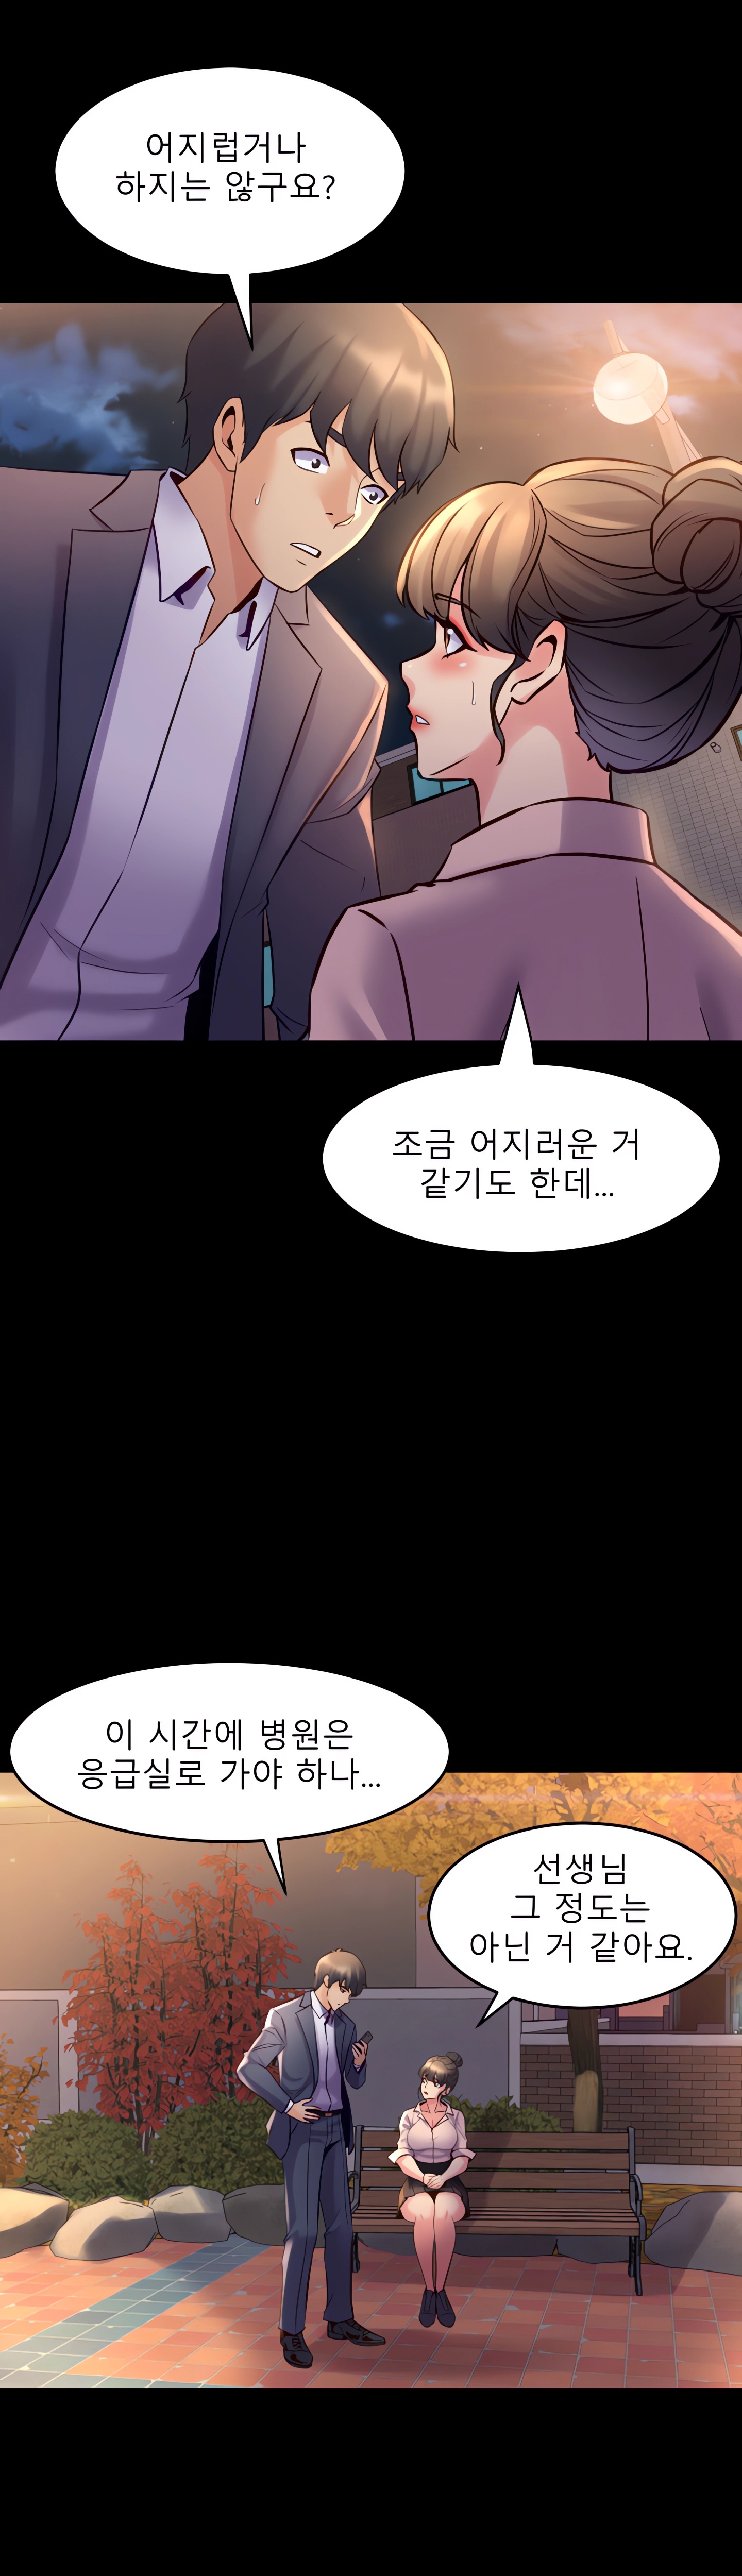 어지럽거나
하지는 않구요?
조금 어지러운 거
같기도 한데...
이 시간에 병원은
응급실로 가야 하나...
선생님
그 정도는
아닌 거 같아요.